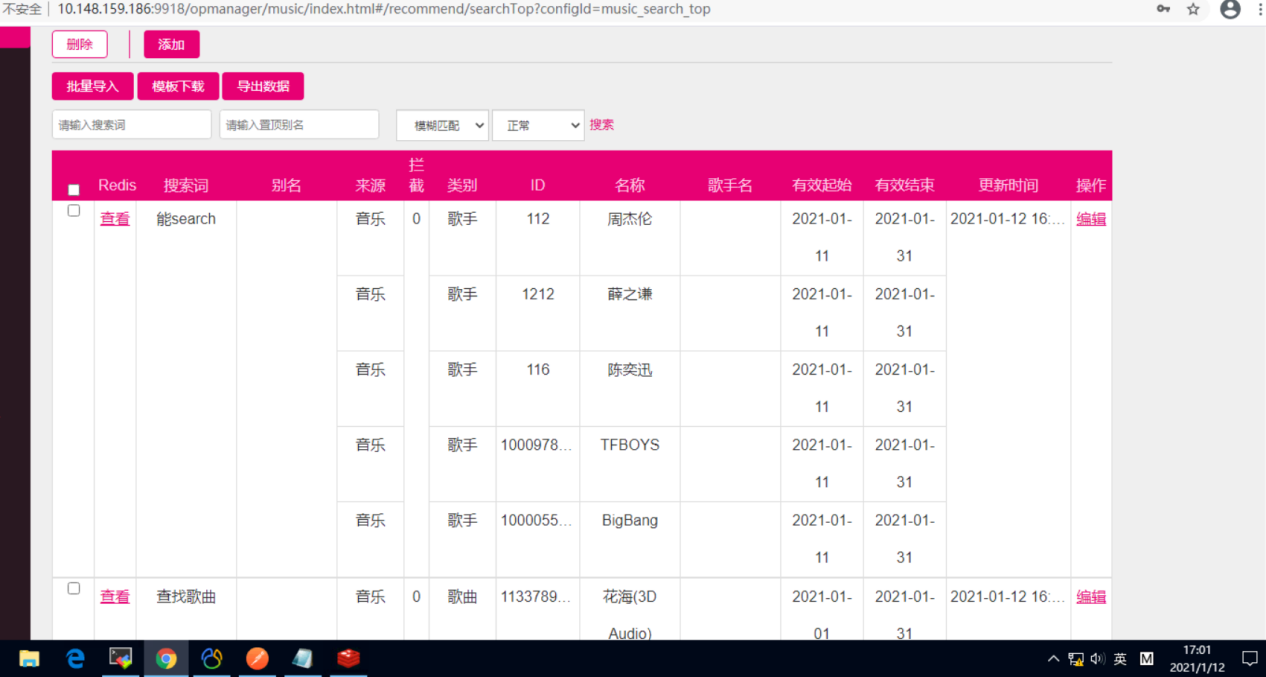 不安全 10.148.159.186:9918/opmanager/music/index.html#/recommend/searchTop?configId=music_search_top
删除 添加
批量导入 模板下载 导出数据
请输入搜索词 请输入置顶别名 模糊匹配 正常 搜索
Redis 搜索词 别名 来源 拦截 类别 ID 名称 歌手名 有效起始 有效结束 更新时间 操作
查看 能search 音乐 0 歌手 112 周杰伦 2021-01- 2021-01- 2021-01-12 16:... 编辑
11 31
音乐 歌手 1212 薛之谦 2021-01- 2021-01-
11 31
音乐 歌手 116 陈奕迅 2021-01- 2021-01-
11 31
音乐 歌手 1000978... TFBOYS 2021-01- 2021-01-
11 31
音乐 歌手 1000055... BigBang 2021-01- 2021-01-
11 31
查看 查找歌曲 音乐 0 歌曲 1133789... 花海(3D 2021-01- 2021-01- 2021-01-12 16:... 编辑
Audio) 01 31
英 M 17:01
2021/1/12